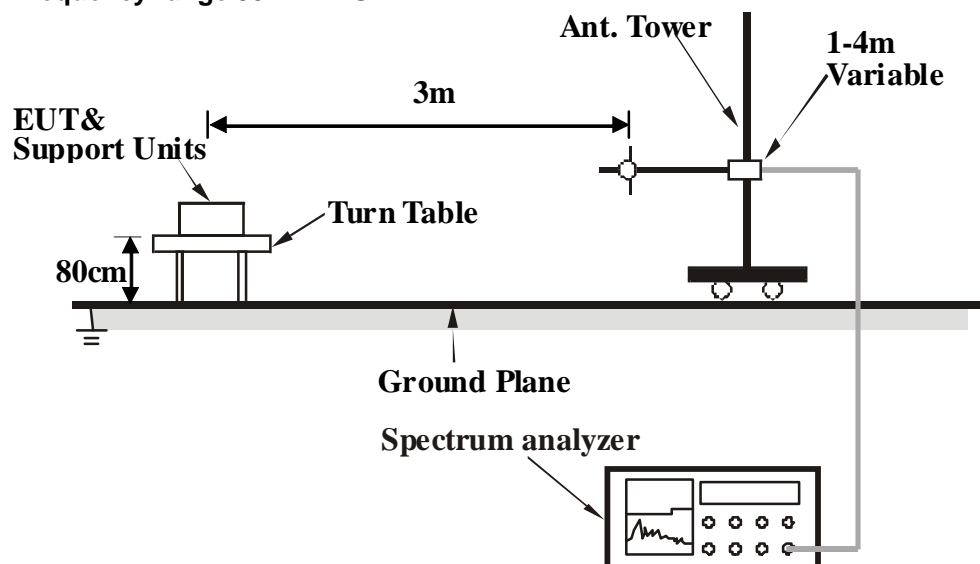 Ant. Tower
1-4m
Variable
3m
EUT&
Support Units
Turn Table
80cm
Ground Plane
Spectrum analyzer